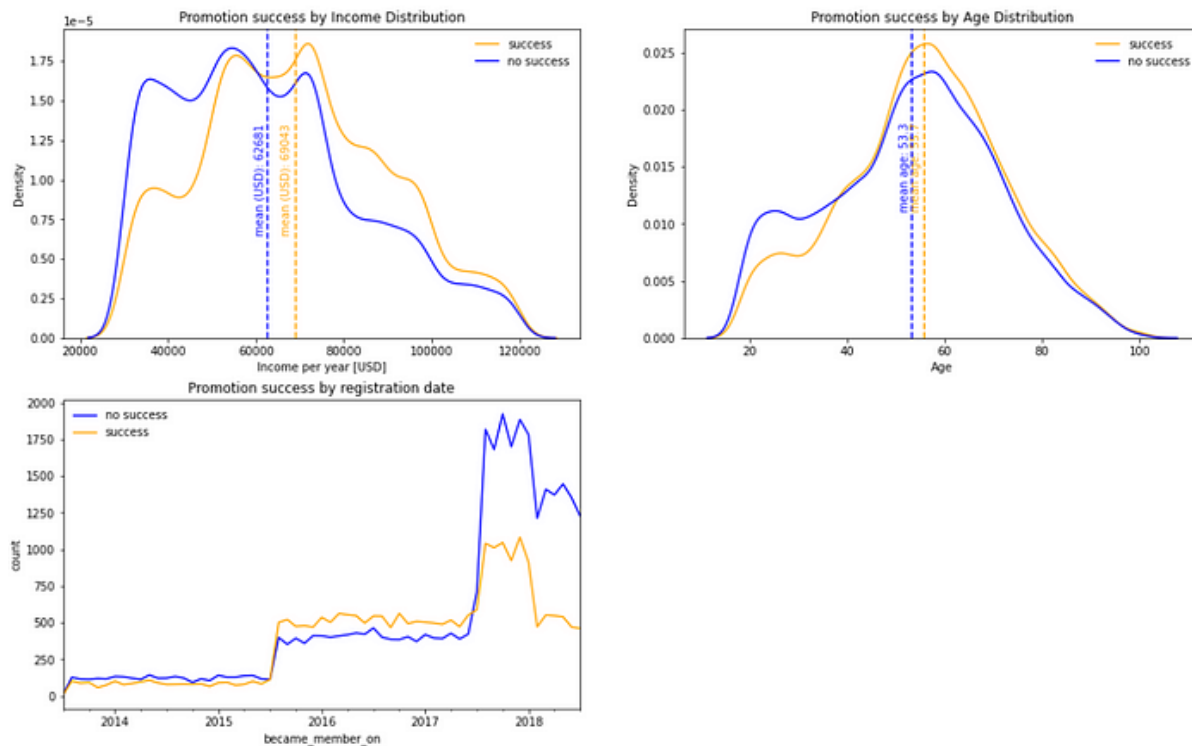 Promotion success by Income Distribution
1e−5
success
no success
1.75
1.50
1.25
1.00
0.75
0.50
0.25
0.00
Density
mean (USD): 62681
mean (USD): 69043
20000 40000 60000 80000 100000 120000
Income per year [USD]
Promotion success by Age Distribution
success
no success
0.025
0.020
0.015
0.010
0.005
0.000
Density
mean age: 53.3
mean age:
20 40 60 80 100
Age
Promotion success by registration date
no success
success
2000
1750
1500
1250
1000
750
500
250
0
count
2014 2015 2016 2017 2018
became_member_on